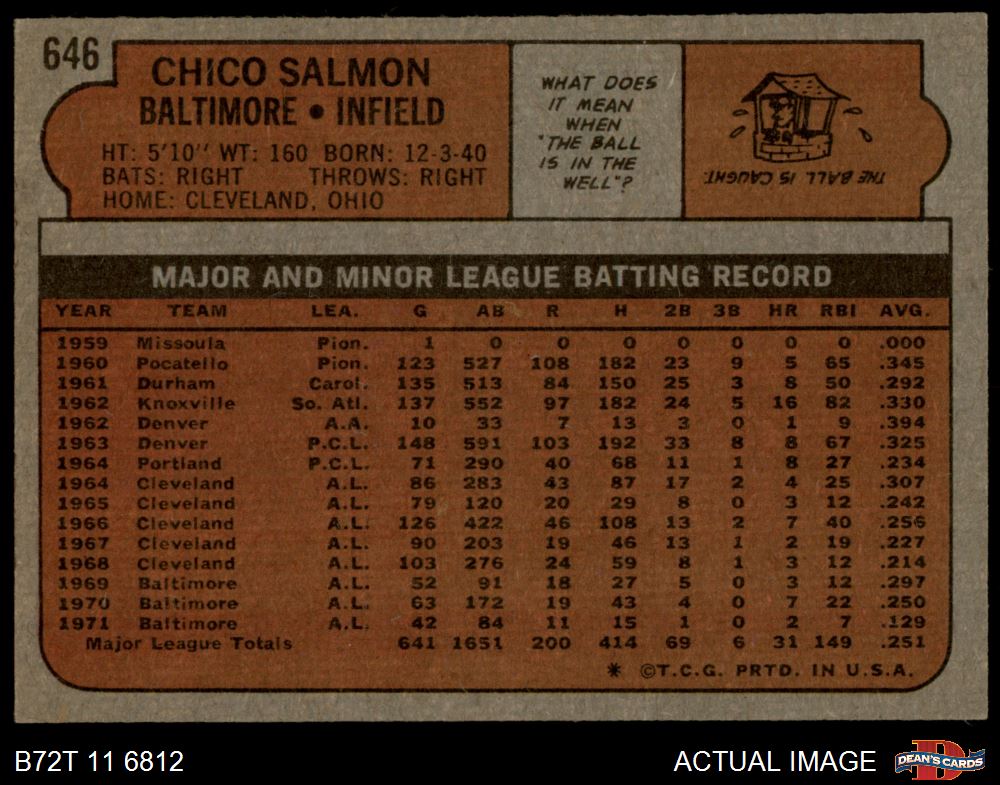 646
CHICO SALMON
BALTIMORE • INFIELD
HT: 5'10" WT: 160 BORN: 12-3-40
BATS: RIGHT THROWS: RIGHT
HOME: CLEVELAND, OHIO
WHAT DOES
IT MEAN
WHEN
"THE BALL
IS IN THE
WELL"?
THE BALL IS CAUGHT.
MAJOR AND MINOR LEAGUE BATTING RECORD
YEAR TEAM LEA. G AB R H 2B 3B HR RBI AVG.
1959 Missoula Pion. 1 0 0 0 0 0 0 0 .000
1960 Pocatello Pion. 123 527 108 182 23 9 5 65 .345
1961 Durham Carol. 135 513 84 150 25 3 8 50 .292
1962 Knoxville So. Atl. 137 552 97 182 24 5 16 82 .330
1962 Denver A.A. 10 33 7 13 3 0 1 9 .394
1963 Denver P.C.L. 148 591 103 192 33 8 8 67 .325
1964 Portland P.C.L. 71 290 40 68 11 1 8 27 .234
1964 Cleveland A.L. 86 283 43 87 17 2 4 25 .307
1965 Cleveland A.L. 79 120 20 29 8 0 3 12 .242
1966 Cleveland A.L. 126 422 46 108 13 2 7 40 .256
1967 Cleveland A.L. 90 203 19 46 13 1 2 19 .227
1968 Cleveland A.L. 103 276 24 59 8 1 3 12 .214
1969 Baltimore A.L. 52 91 18 27 5 0 3 12 .297
1970 Baltimore A.L. 63 172 19 43 4 0 7 22 .250
1971 Baltimore A.L. 42 84 11 15 1 0 2 7 .129
Major League Totals 641 1651 200 414 69 6 31 149 .251
* ©T.C.G. PRTD. IN U.S.A.
B72T 11 6812
ACTUAL IMAGE
D
DEAN'S CARDS